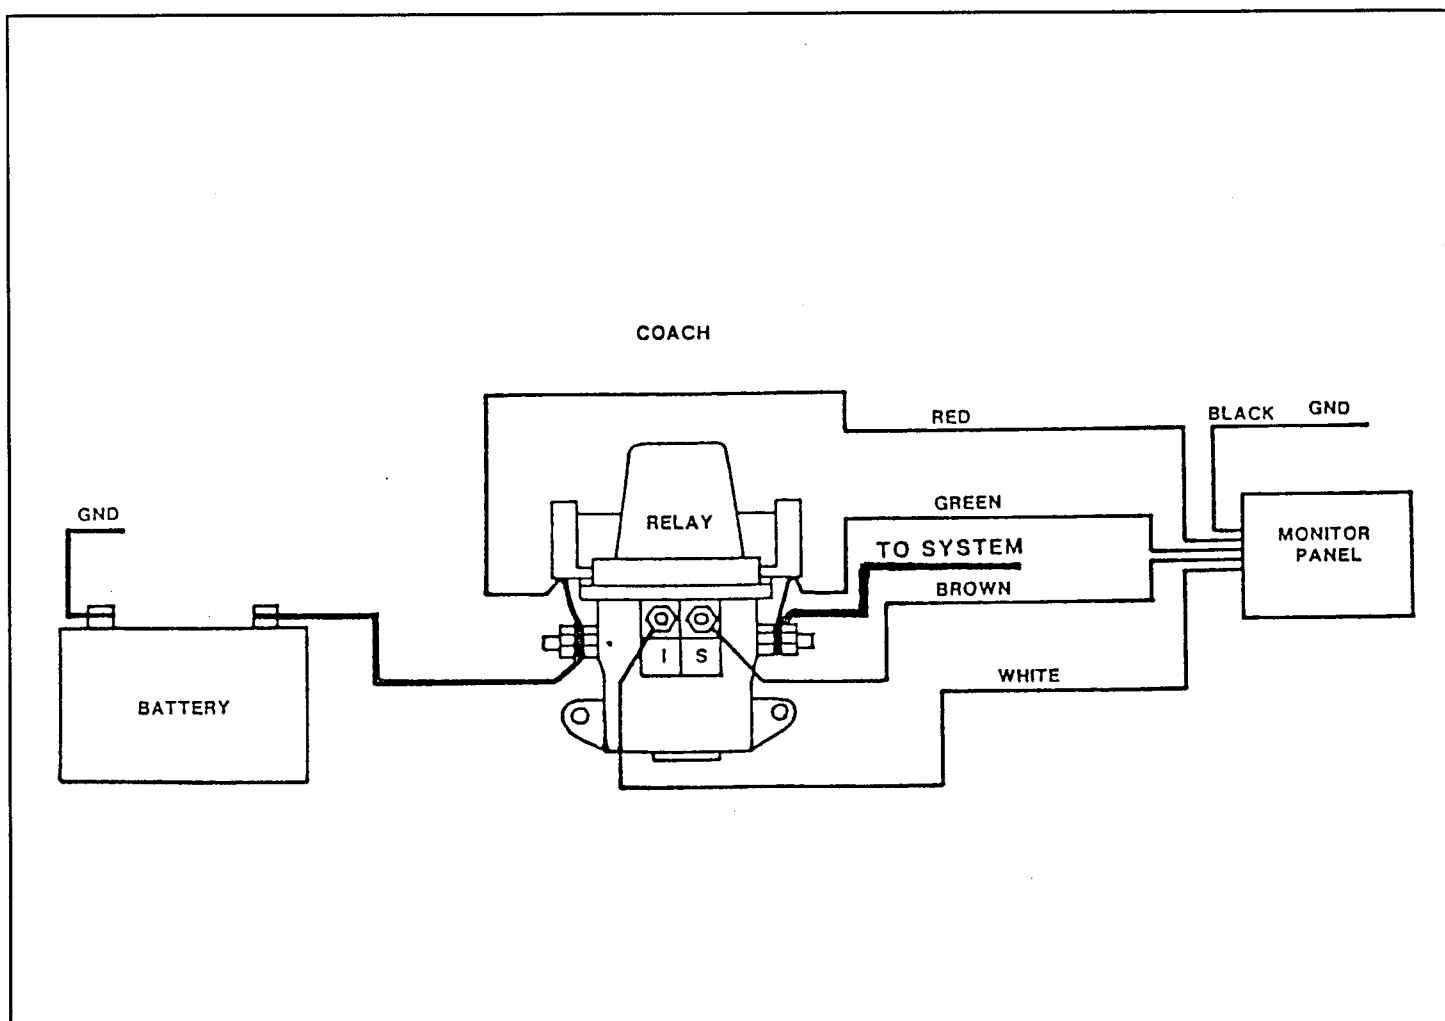 COACH
RED
BLACK GND
GREEN
GND
RELAY
MONITOR
PANEL
TO SYSTEM
BROWN
I S
WHITE
BATTERY